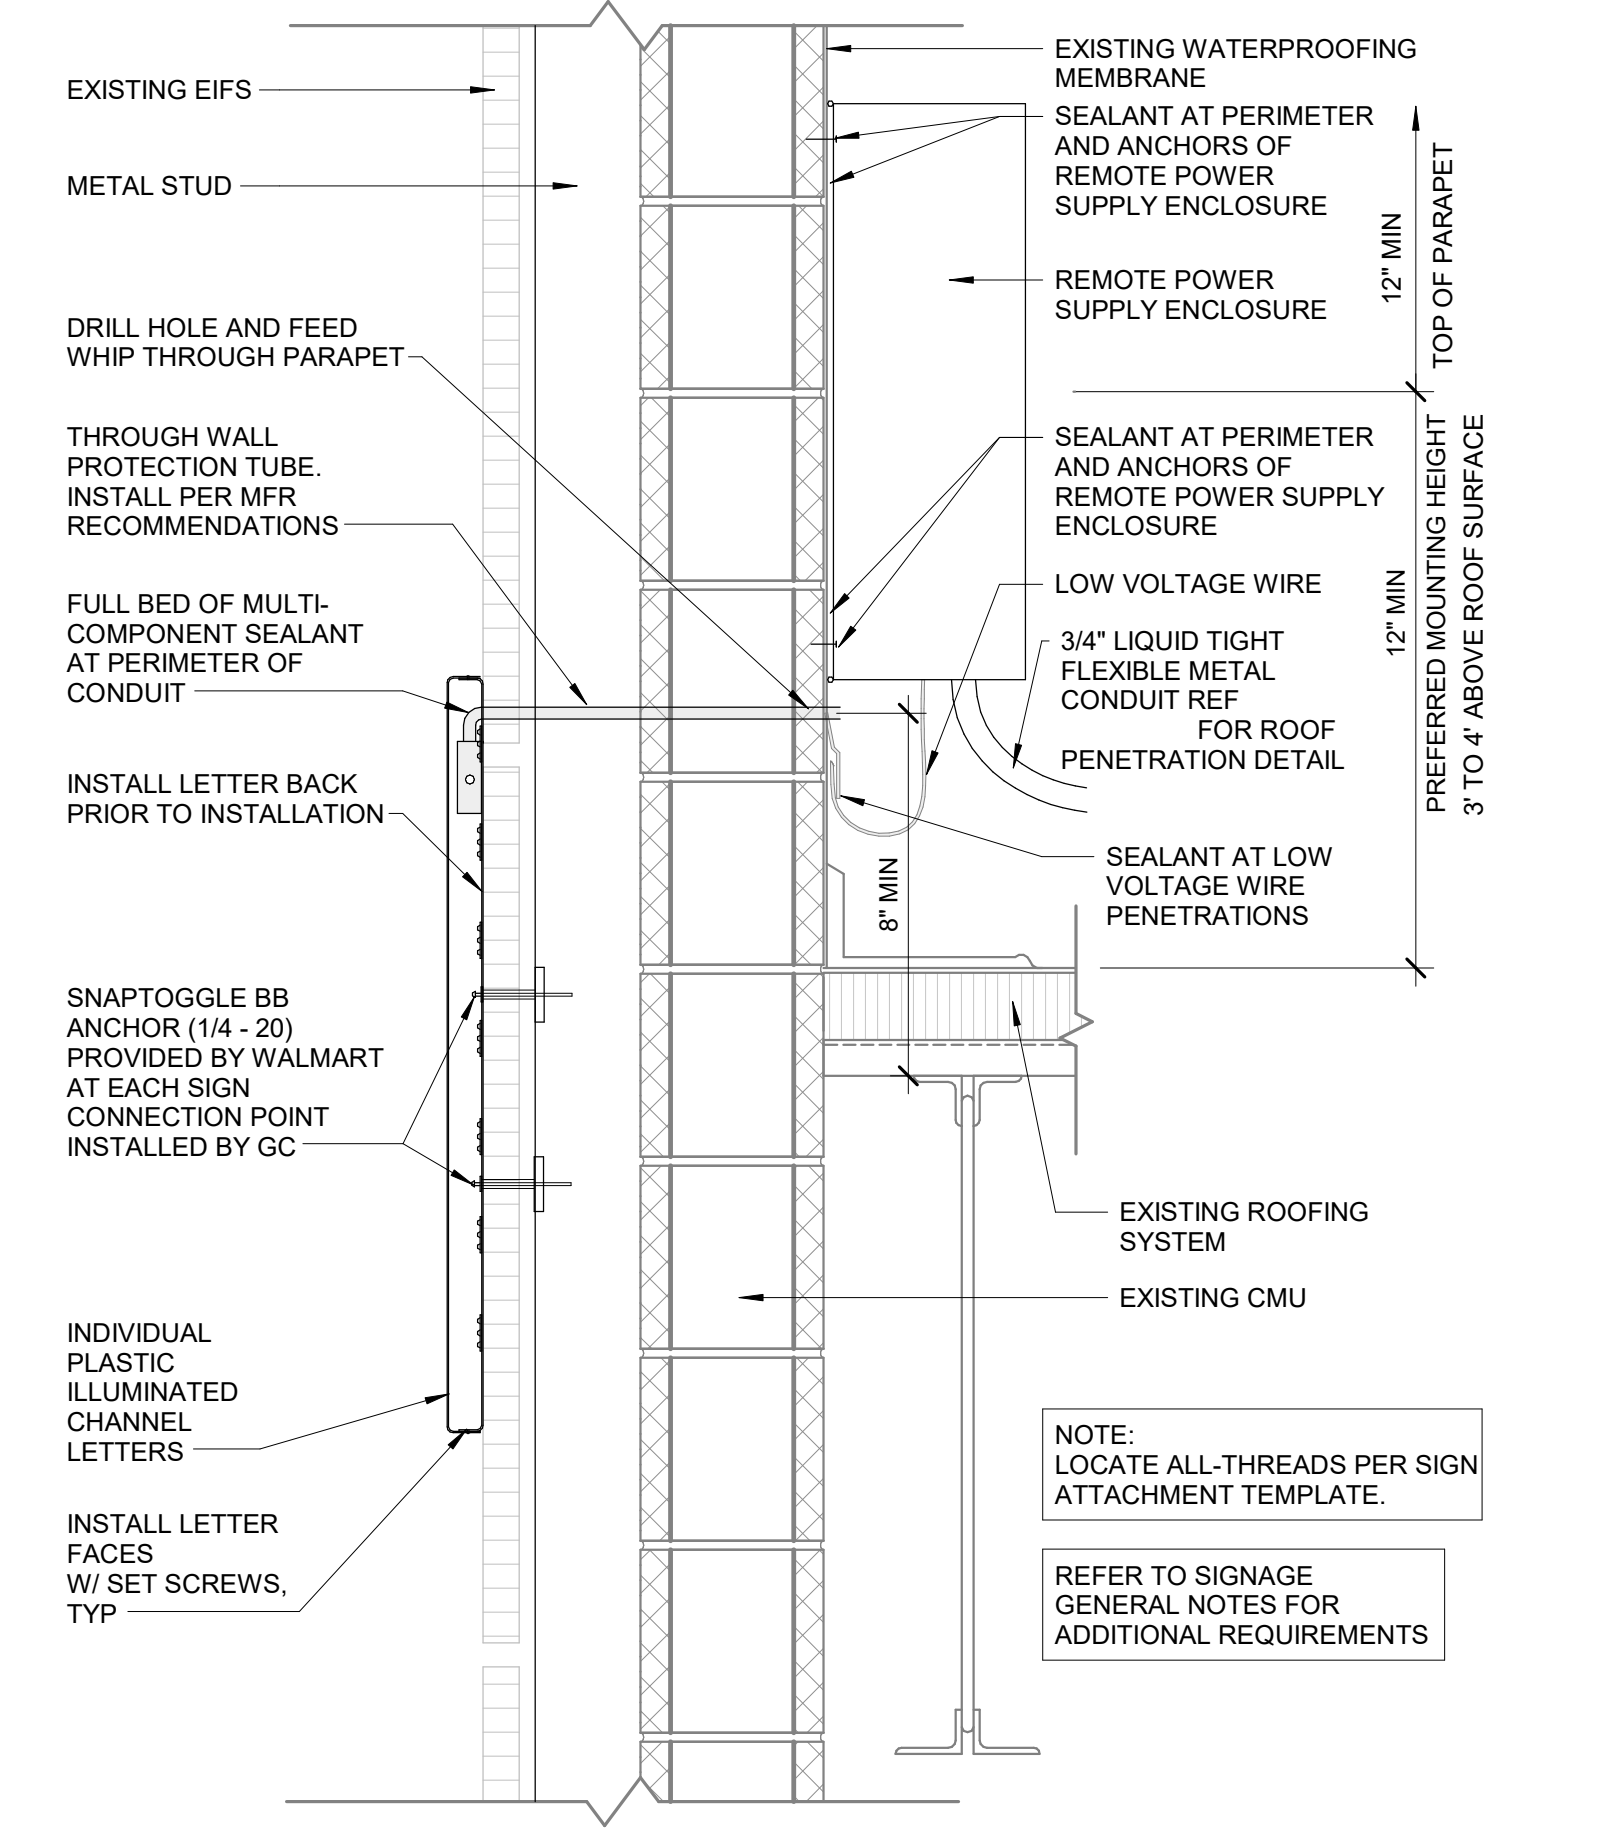 EXISTING EIFS
METAL STUD
DRILL HOLE AND FEED
WHIP THROUGH PARAPET
THROUGH WALL
PROTECTION TUBE.
INSTALL PER MFR
RECOMMENDATIONS
FULL BED OF MULTI-
COMPONENT SEALANT
AT PERIMETER OF
CONDUIT
INSTALL LETTER BACK
PRIOR TO INSTALLATION
SNAPTOGGLE BB
ANCHOR (1/4 - 20)
PROVIDED BY WALMART
AT EACH SIGN
CONNECTION POINT
INSTALLED BY GC
INDIVIDUAL
PLASTIC
ILLUMINATED
CHANNEL
LETTERS
INSTALL LETTER
FACES
W/ SET SCREWS,
TYP
EXISTING WATERPROOFING
MEMBRANE
SEALANT AT PERIMETER
AND ANCHORS OF
REMOTE POWER
SUPPLY ENCLOSURE
REMOTE POWER
SUPPLY ENCLOSURE
SEALANT AT PERIMETER
AND ANCHORS OF
REMOTE POWER SUPPLY
ENCLOSURE
LOW VOLTAGE WIRE
3/4" LIQUID TIGHT
FLEXIBLE METAL
CONDUIT REF
FOR ROOF
PENETRATION DETAIL
SEALANT AT LOW
VOLTAGE WIRE
PENETRATIONS
8" MIN
12" MIN
TOP OF PARAPET
12" MIN
PREFERRED MOUNTING HEIGHT
3' TO 4' ABOVE ROOF SURFACE
EXISTING ROOFING
SYSTEM
EXISTING CMU
NOTE:
LOCATE ALL-THREADS PER SIGN
ATTACHMENT TEMPLATE.
REFER TO SIGNAGE
GENERAL NOTES FOR
ADDITIONAL REQUIREMENTS